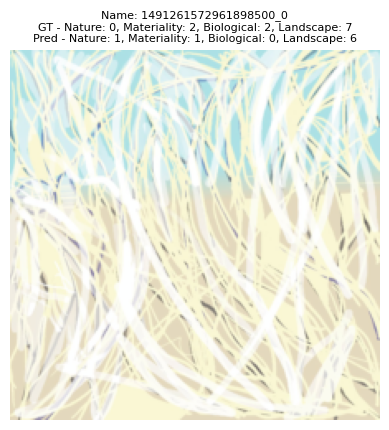 Name: 1491261572961898500_0
GT - Nature: 0, Materiality: 2, Biological: 2, Landscape: 7
Pred - Nature: 1, Materiality: 1, Biological: 0, Landscape: 6